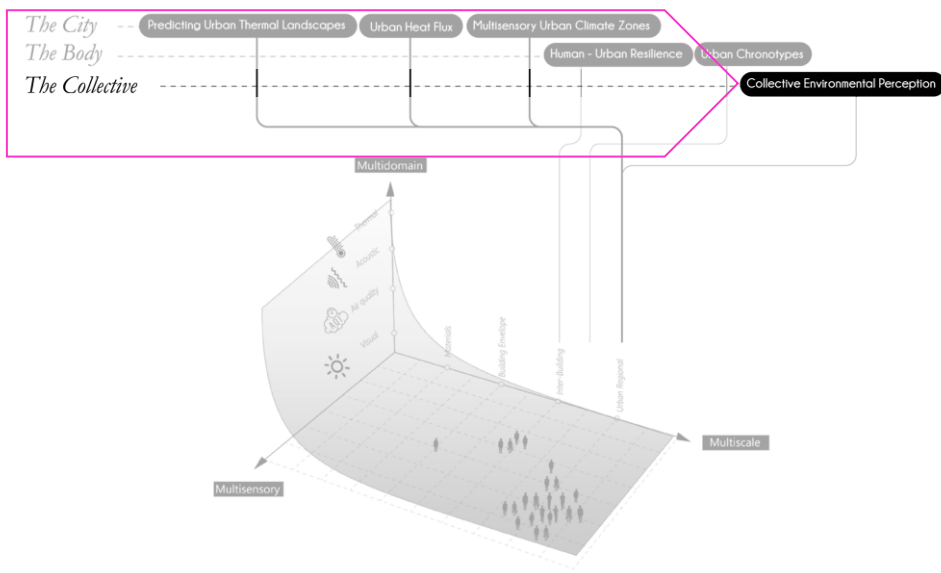 The City
Predicting Urban Thermal Landscapes
Urban Heat Flux
Multisensory Urban Climate Zones
The Body
Human - Urban Resilience
Urban Chronotypes
The Collective
Collective Environmental Perception
Multidomain
Thermal
Acoustic
Air quality
Visual
Materials
Building Envelope
Inter-Building
Urban Regional
Multiscale
Multisensory